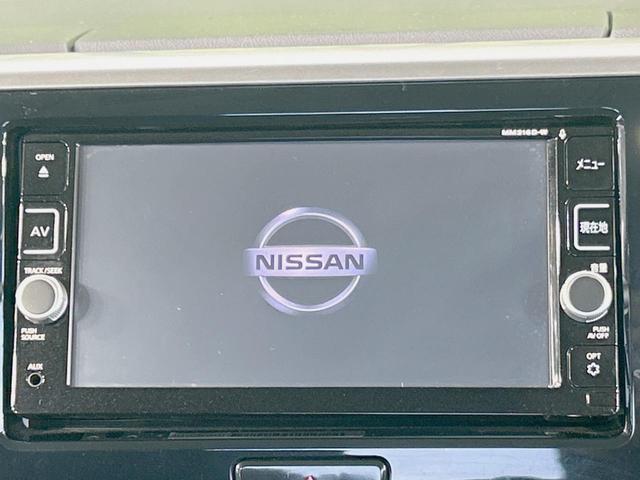 MM316D-W
OPEN
メニュー
AV
現在地
TRACK/SEEK
音量
NISSAN
PUSH
SOURCE
PUSH
AV OFF
AUX
OPT